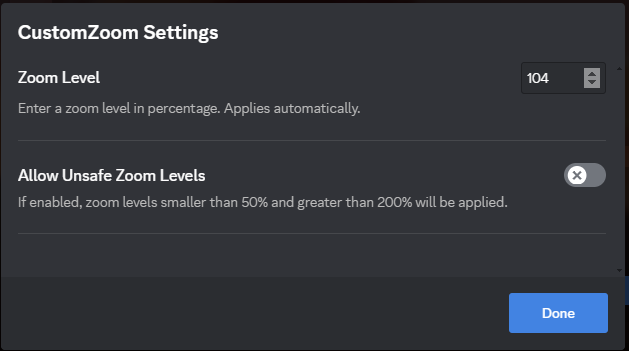 CustomZoom Settings
Zoom Level
104
Enter a zoom level in percentage. Applies automatically.
Allow Unsafe Zoom Levels
If enabled, zoom levels smaller than 50% and greater than 200% will be applied.
Done